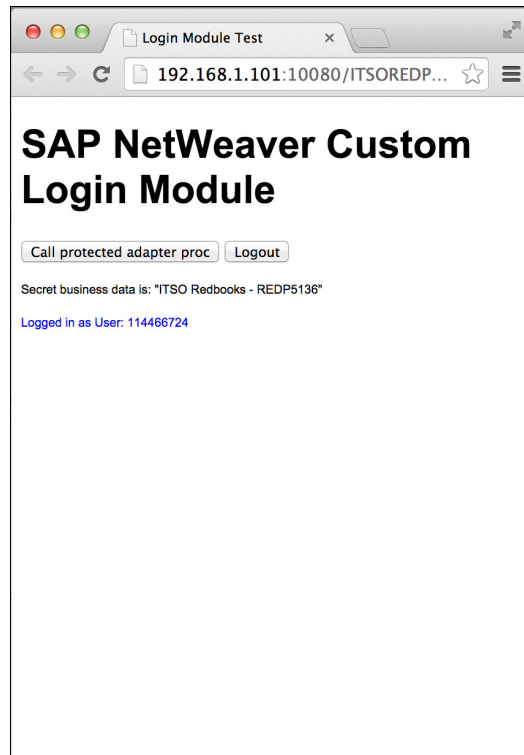 Login Module Test
192.168.1.101:10080/ITSOREDP...
SAP NetWeaver Custom
Login Module
Call protected adapter proc Logout
Secret business data is: "ITSO Redbooks - REDP5136"
Logged in as User: 114466724